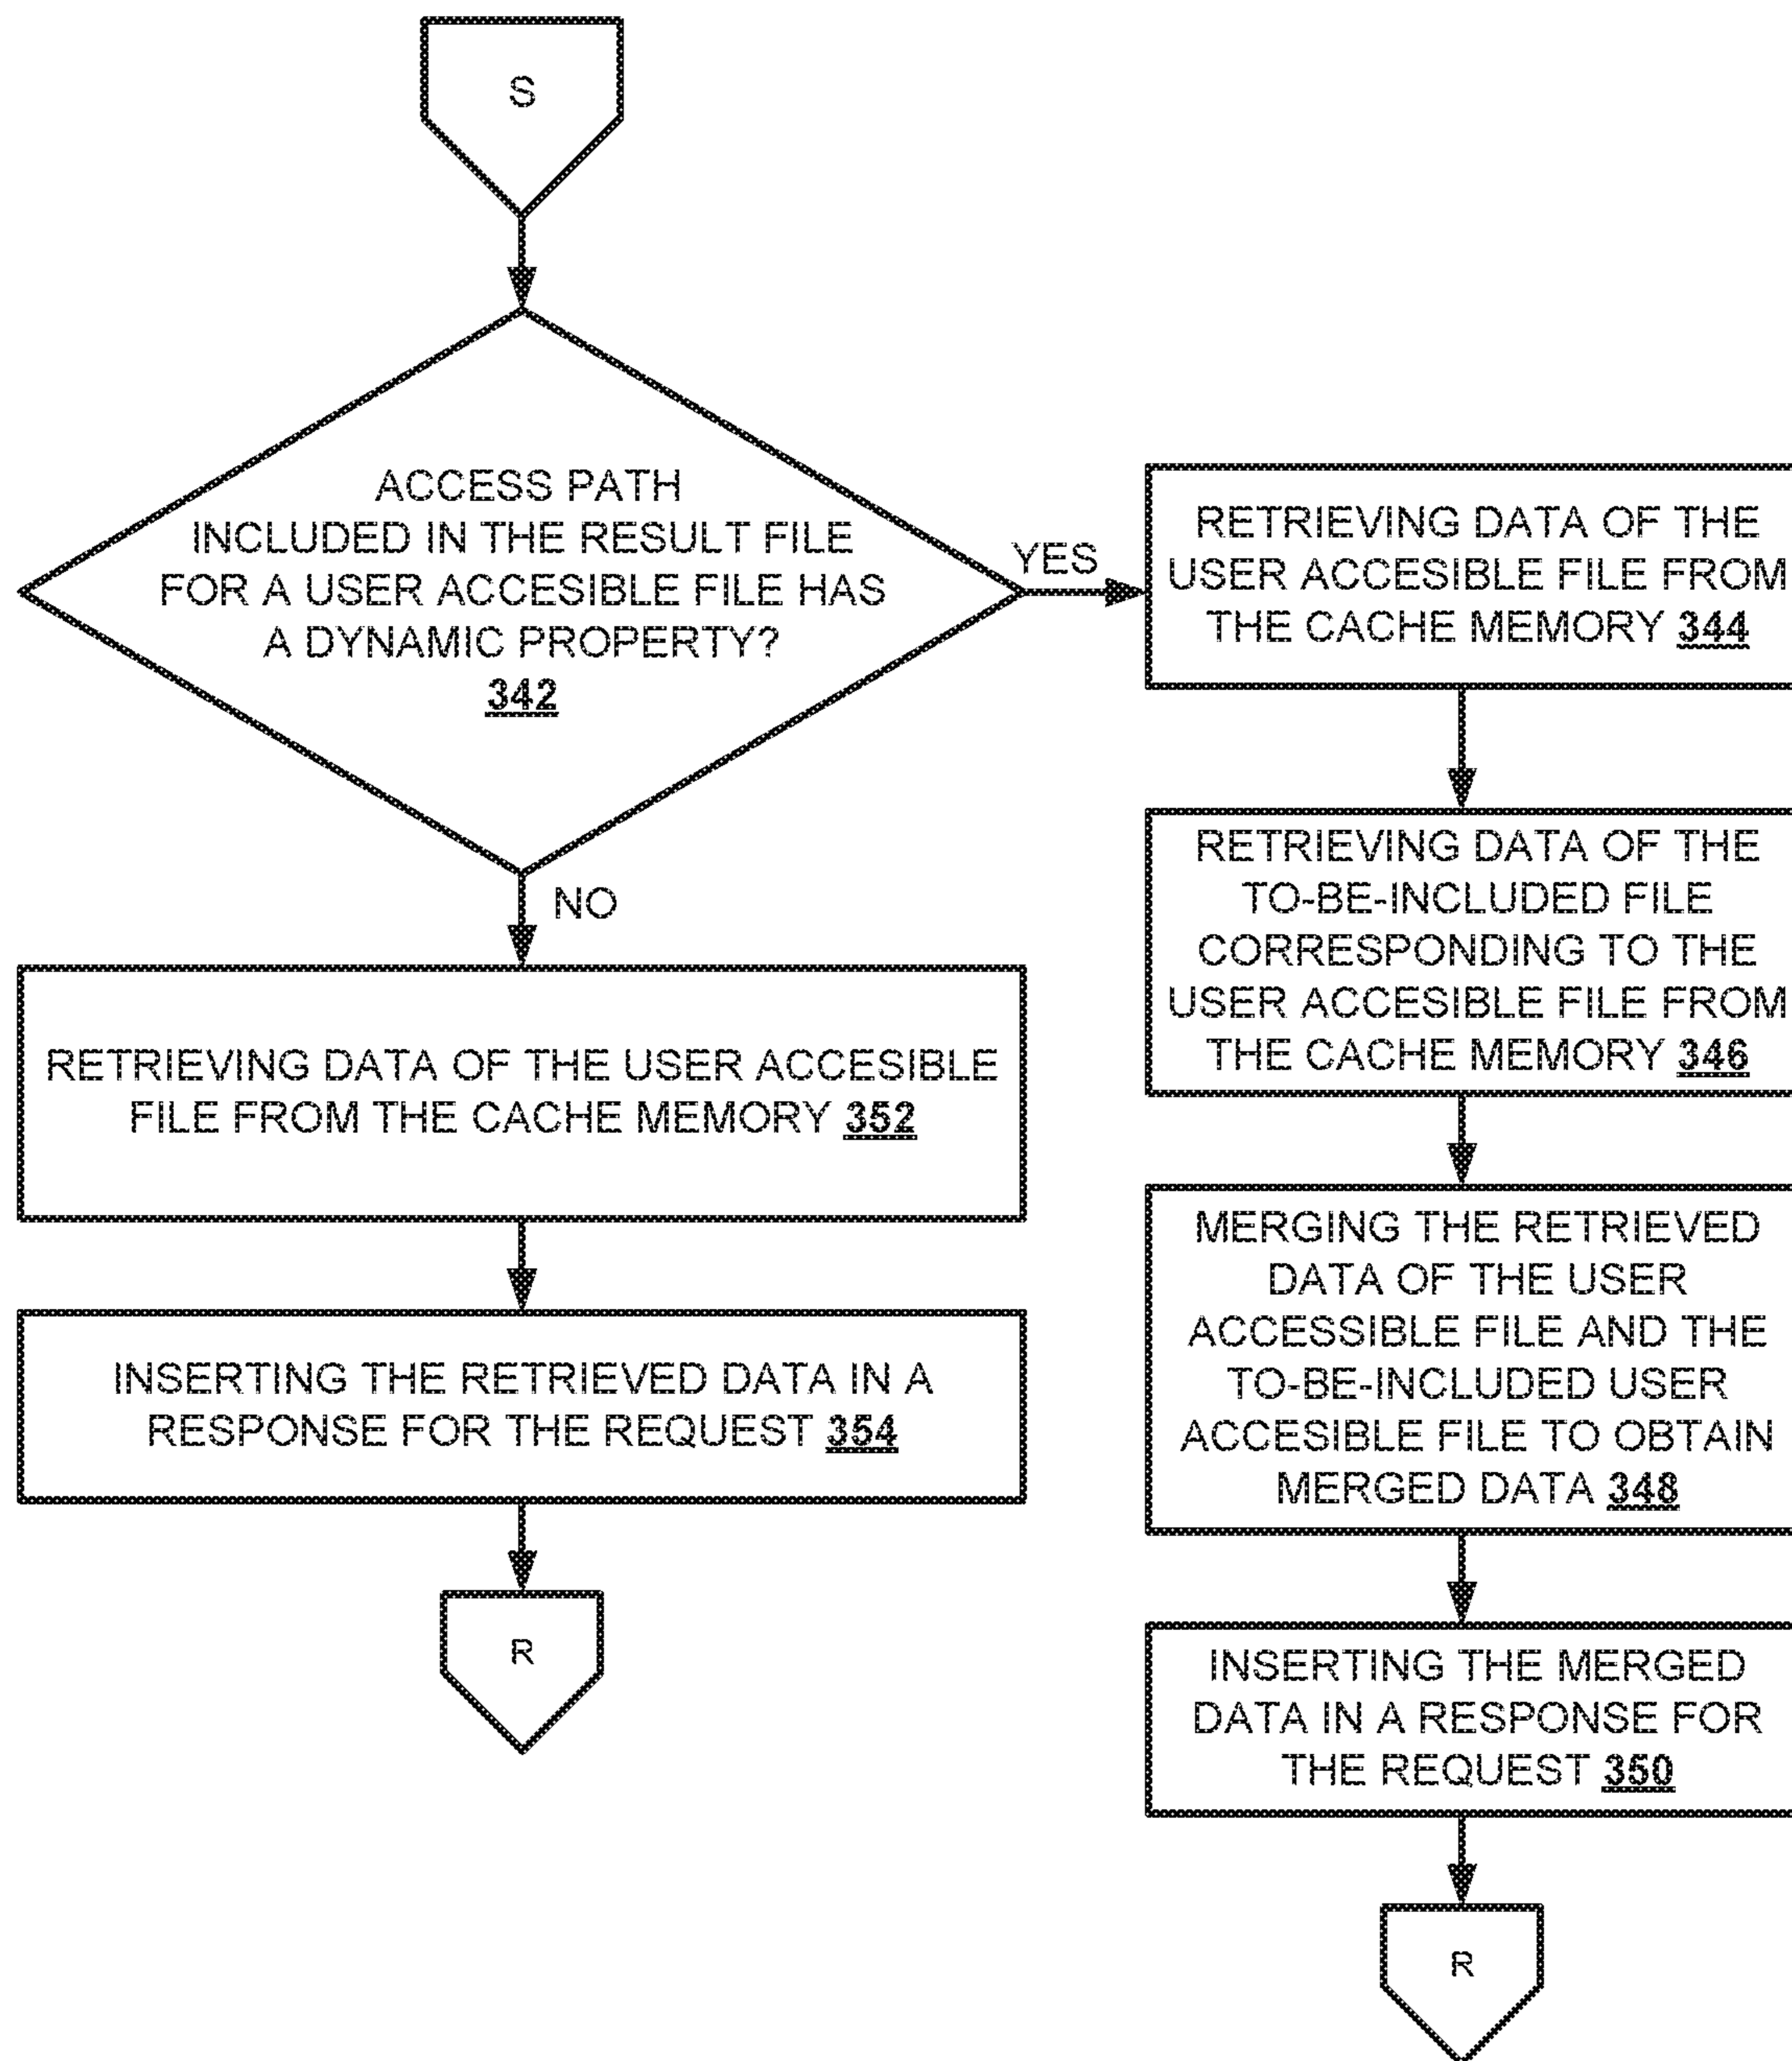 S
ACCESS PATH
INCLUDED IN THE RESULT FILE
FOR A USER ACCESIBLE FILE HAS
A DYNAMIC PROPERTY?
342
YES
NO
RETRIEVING DATA OF THE
USER ACCESIBLE FILE FROM
THE CACHE MEMORY 344
RETRIEVING DATA OF THE
TO-BE-INCLUDED FILE
CORRESPONDING TO THE
USER ACCESIBLE FILE FROM
THE CACHE MEMORY 346
MERGING THE RETRIEVED
DATA OF THE USER
ACCESSIBLE FILE AND THE
TO-BE-INCLUDED USER
ACCESIBLE FILE TO OBTAIN
MERGED DATA 348
INSERTING THE MERGED
DATA IN A RESPONSE FOR
THE REQUEST 350
R
RETRIEVING DATA OF THE USER ACCESIBLE
FILE FROM THE CACHE MEMORY 352
INSERTING THE RETRIEVED DATA IN A
RESPONSE FOR THE REQUEST 354
R